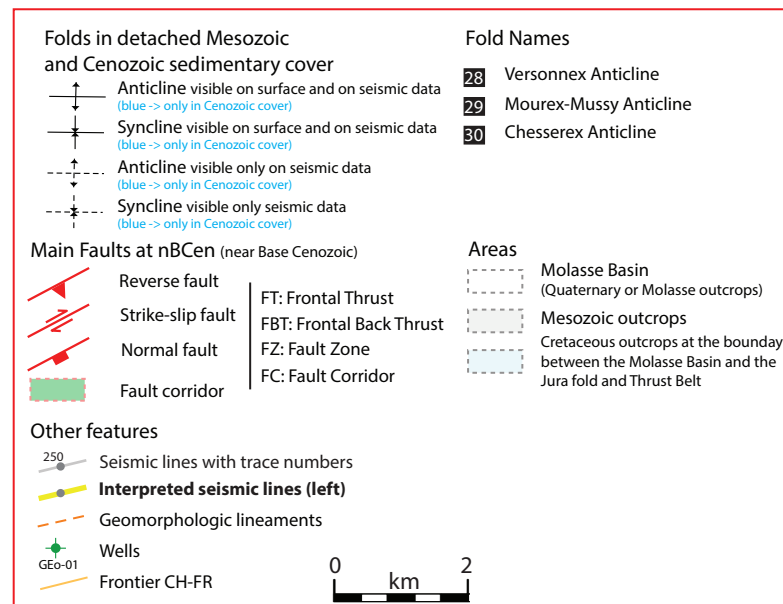 Folds in detached Mesozoic
and Cenozoic sedimentary cover
Anticline visible on surface and on seismic data
(blue -> only in Cenozoic cover)
Syncline visible on surface and on seismic data
(blue -> only in Cenozoic cover)
Anticline visible only on seismic data
(blue -> only in Cenozoic cover)
Syncline visible only seismic data
(blue -> only in Cenozoic cover)
Fold Names
28 Versonnex Anticline
29 Mourex-Mussy Anticline
30 Chesserex Anticline
Main Faults at nBCen (near Base Cenozoic)
Reverse fault
Strike-slip fault
Normal fault
Fault corridor
FT: Frontal Thrust
FBT: Frontal Back Thrust
FZ: Fault Zone
FC: Fault Corridor
Areas
Molasse Basin
(Quaternary or Molasse outcrops)
Mesozoic outcrops
Cretaceous outcrops at the bounday
between the Molasse Basin and the
Jura fold and Thrust Belt
Other features
250 Seismic lines with trace numbers
Interpreted seismic lines (left)
Geomorphologic lineaments
Wells
GEo-01
Frontier CH-FR
0 2
km